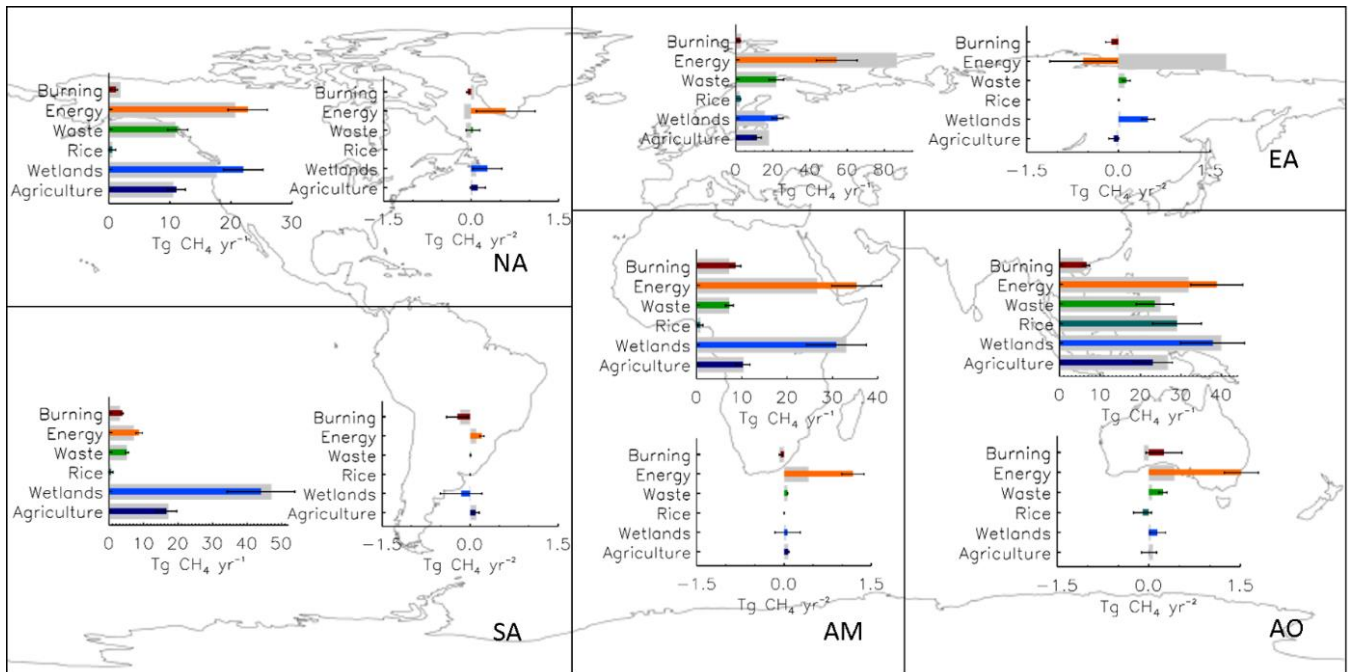 Burning
Energy
Waste
Rice
Wetlands
Agriculture
0 10 20 30
Tg CH₄ yr⁻¹
Burning
Energy
Waste
Rice
Wetlands
Agriculture
−1.5 0.0 1.5
Tg CH₄ yr⁻²
NA
Burning
Energy
Waste
Rice
Wetlands
Agriculture
0 20 40 60 80
Tg CH₄ yr⁻¹
Burning
Energy
Waste
Rice
Wetlands
Agriculture
−1.5 0.0 1.5
Tg CH₄ yr⁻²
EA
Burning
Energy
Waste
Rice
Wetlands
Agriculture
0 10 20 30 40 50
Tg CH₄ yr⁻¹
Burning
Energy
Waste
Rice
Wetlands
Agriculture
−1.5 0.0 1.5
Tg CH₄ yr⁻²
SA
Burning
Energy
Waste
Rice
Wetlands
Agriculture
0 10 20 30 40
Tg CH₄ yr⁻¹
Burning
Energy
Waste
Rice
Wetlands
Agriculture
−1.5 0.0 1.5
Tg CH₄ yr⁻²
AM
Burning
Energy
Waste
Rice
Wetlands
Agriculture
0 10 20 30 40
Tg CH₄ yr⁻¹
Burning
Energy
Waste
Rice
Wetlands
Agriculture
−1.5 0.0 1.5
Tg CH₄ yr⁻²
AO